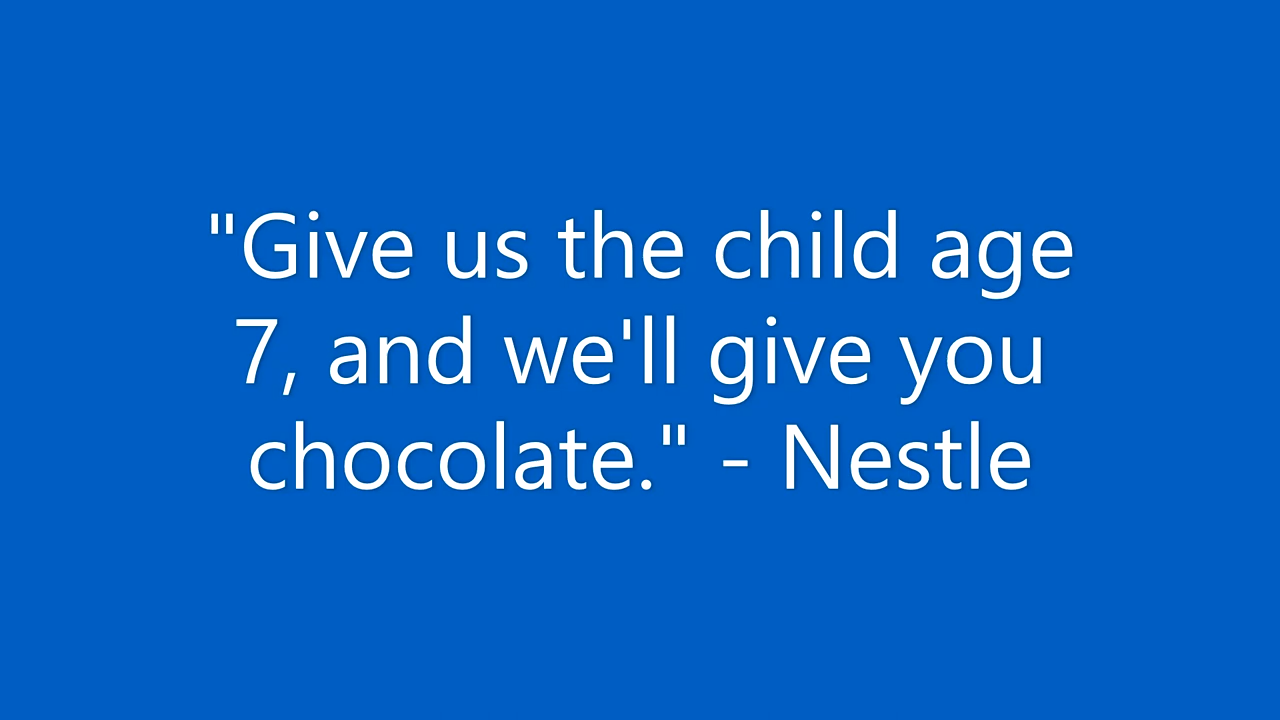 "Give us the child age
7, and we'll give you
chocolate." - Nestle